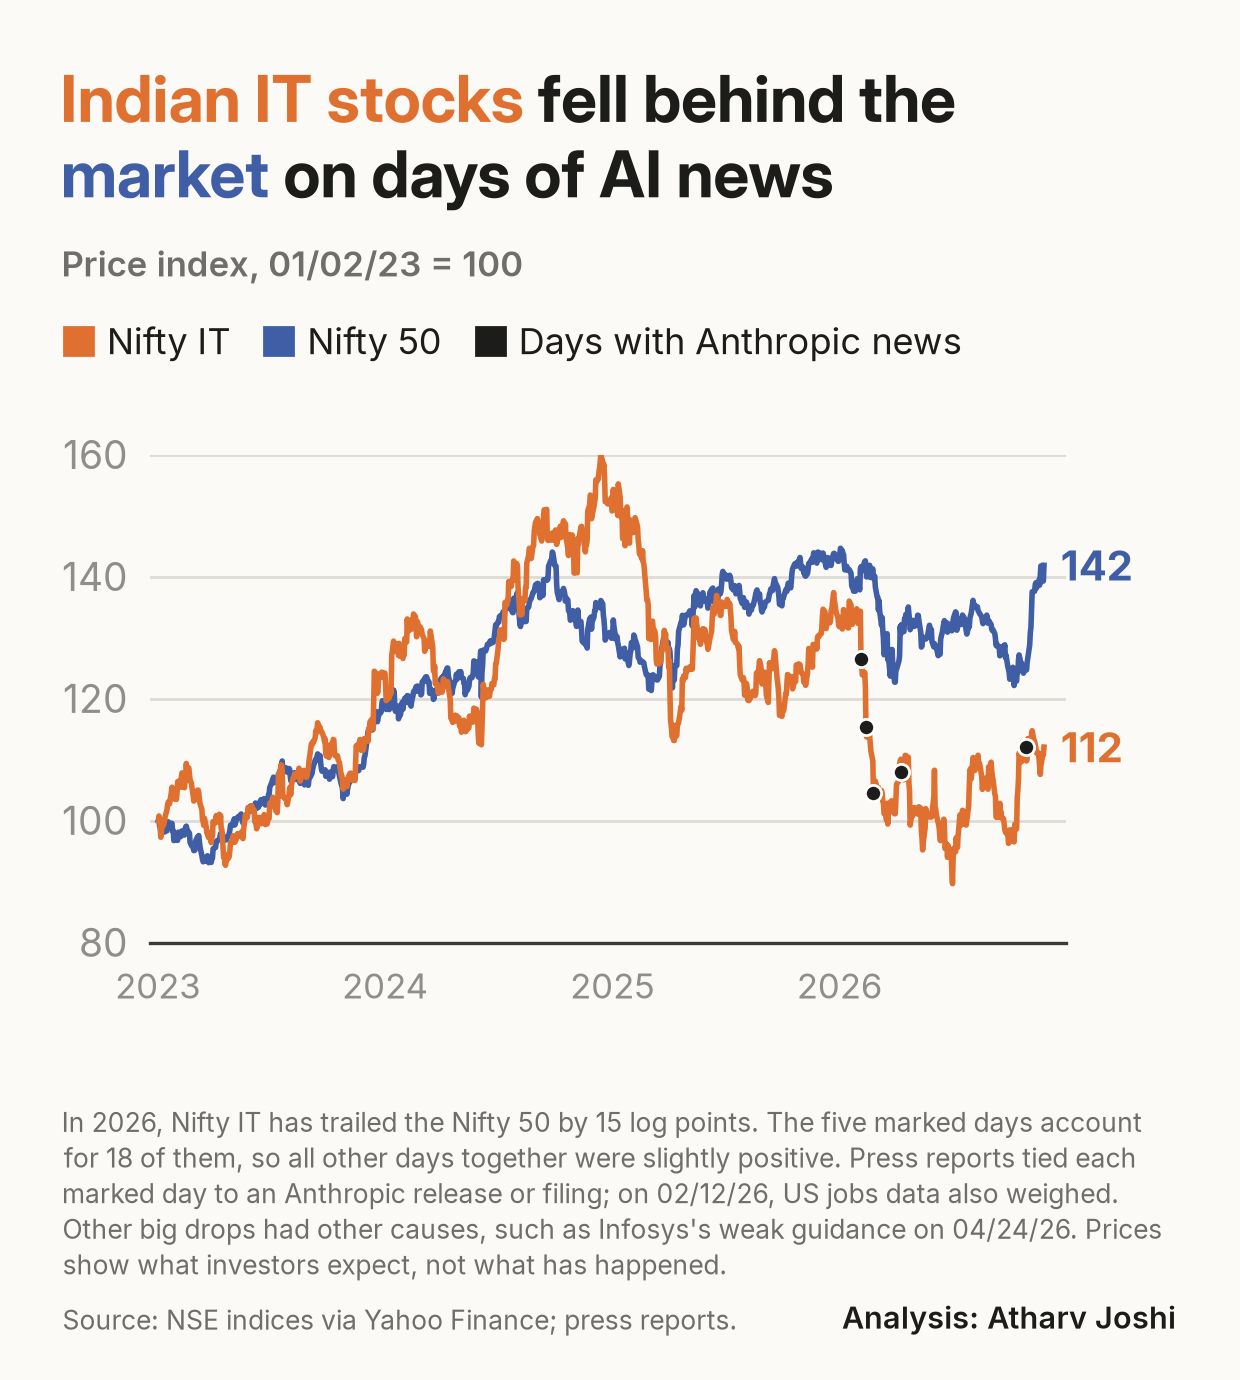 Indian IT stocks fell behind the
market on days of AI news
Price index, 01/02/23 = 100
Nifty IT Nifty 50 Days with Anthropic news
160
140
120
100
80
142
112
2023 2024 2025 2026
In 2026, Nifty IT has trailed the Nifty 50 by 15 log points. The five marked days account
for 18 of them, so all other days together were slightly positive. Press reports tied each
marked day to an Anthropic release or filing; on 02/12/26, US jobs data also weighed.
Other big drops had other causes, such as Infosys's weak guidance on 04/24/26. Prices
show what investors expect, not what has happened.
Source: NSE indices via Yahoo Finance; press reports.
Analysis: Atharv Joshi